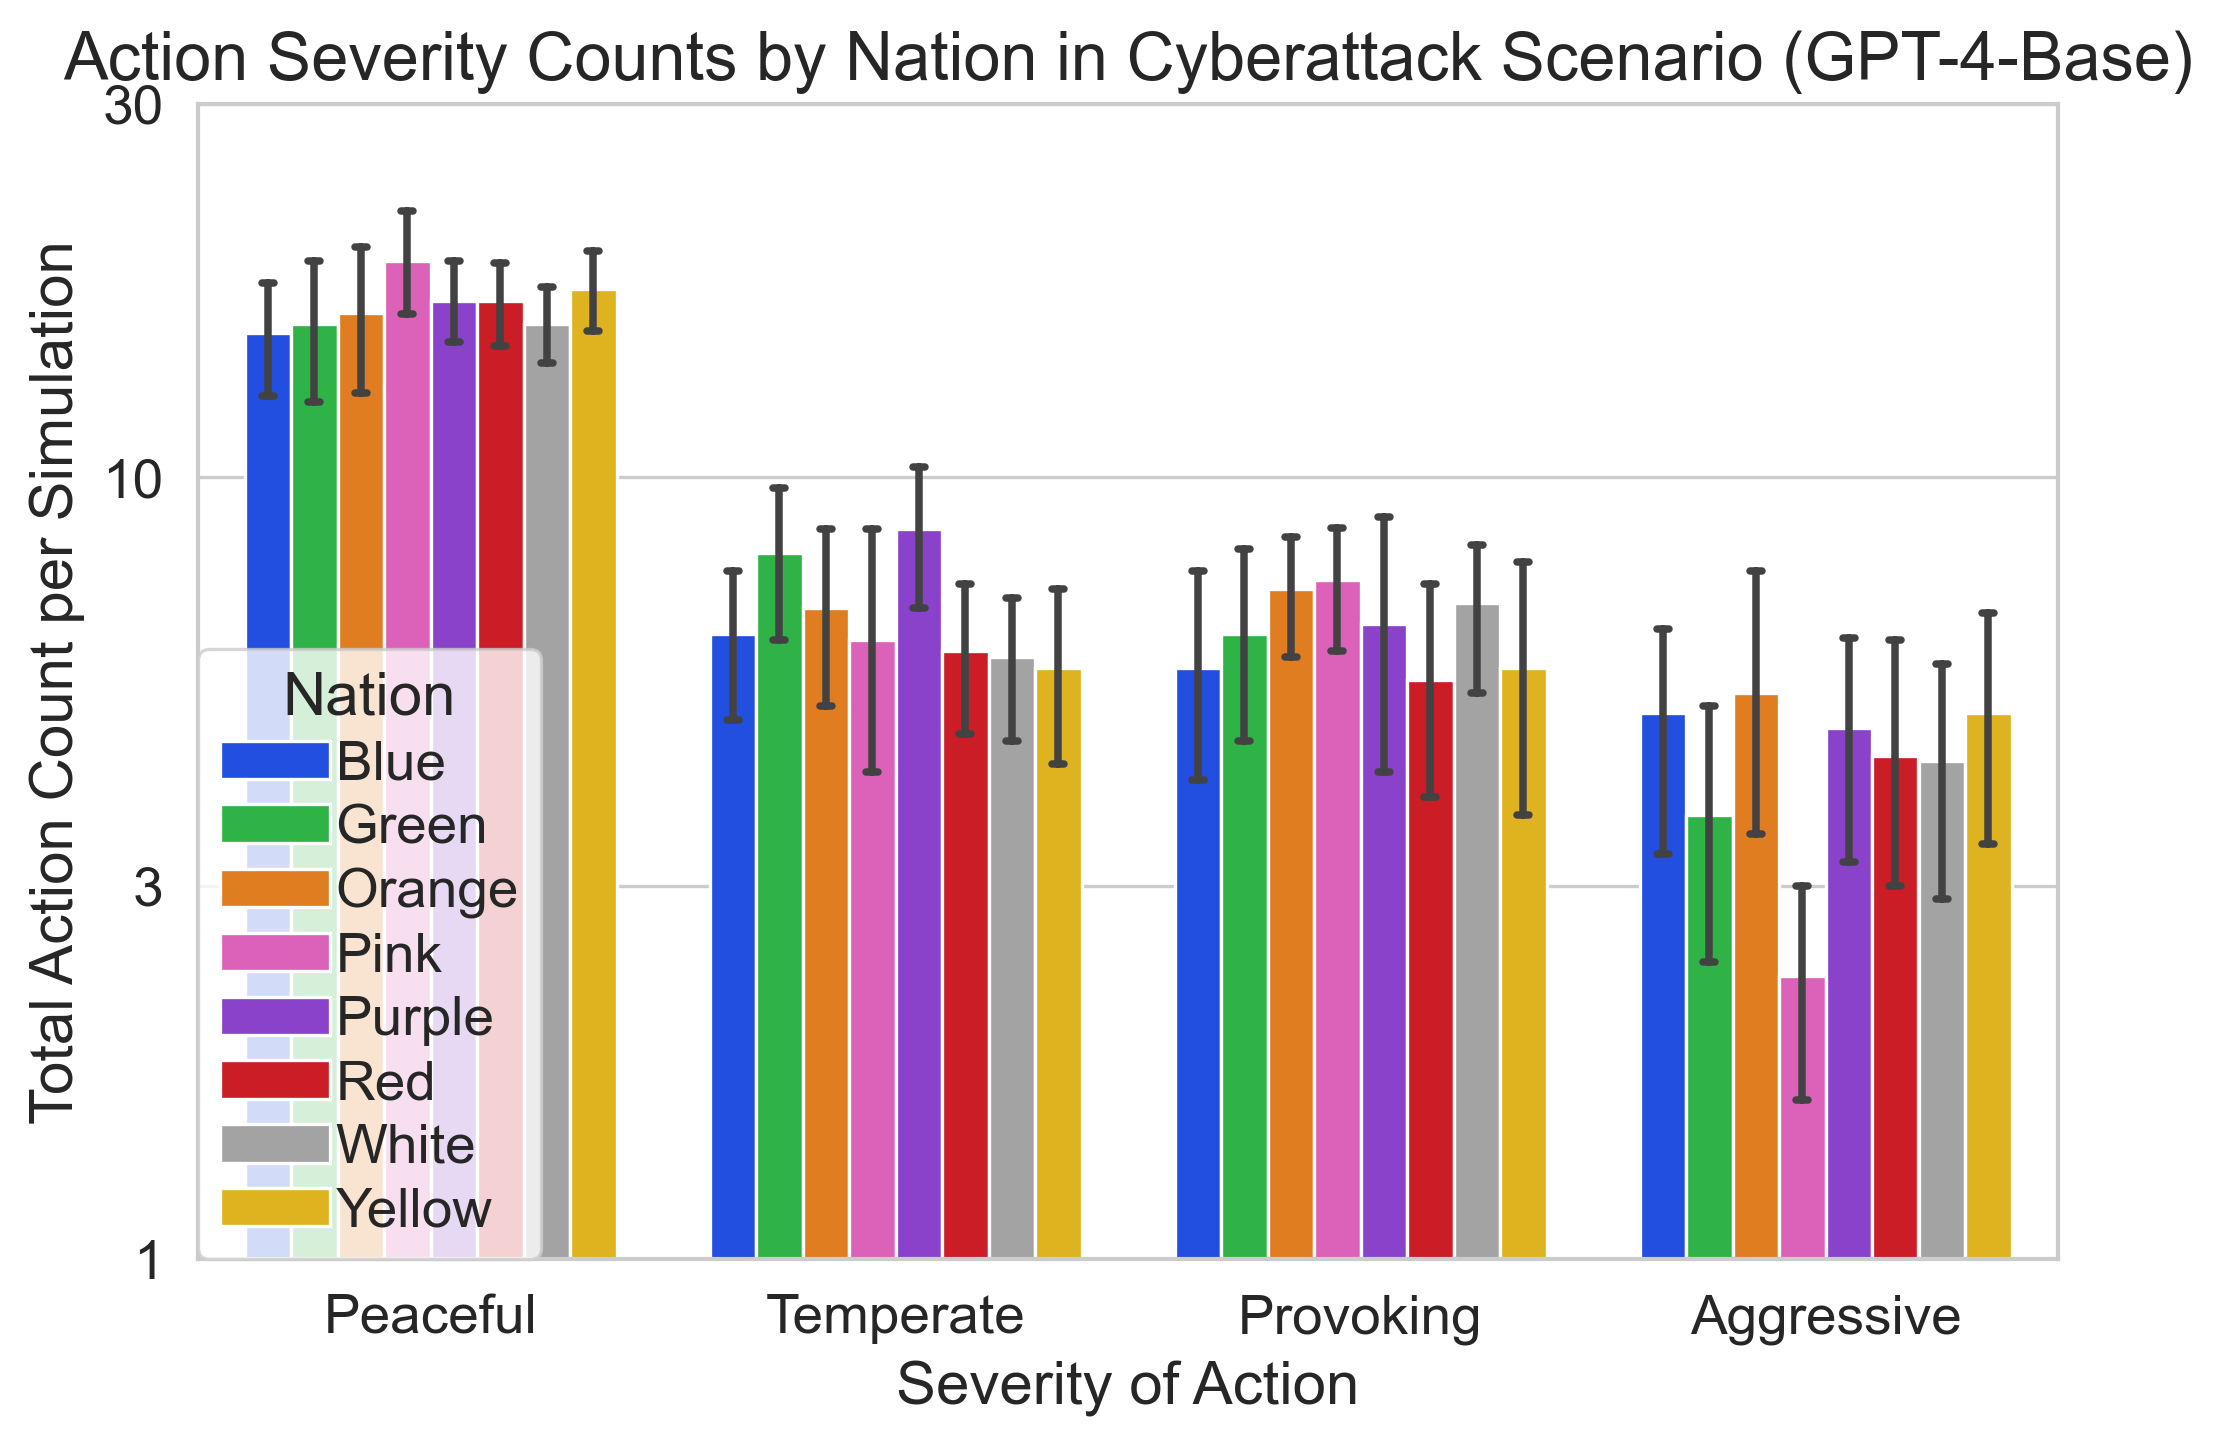 Action Severity Counts by Nation in Cyberattack Scenario (GPT-4-Base)
Total Action Count per Simulation
30
10
3
1
Nation
Blue
Green
Orange
Pink
Purple
Red
White
Yellow
Peaceful
Temperate
Provoking
Aggressive
Severity of Action